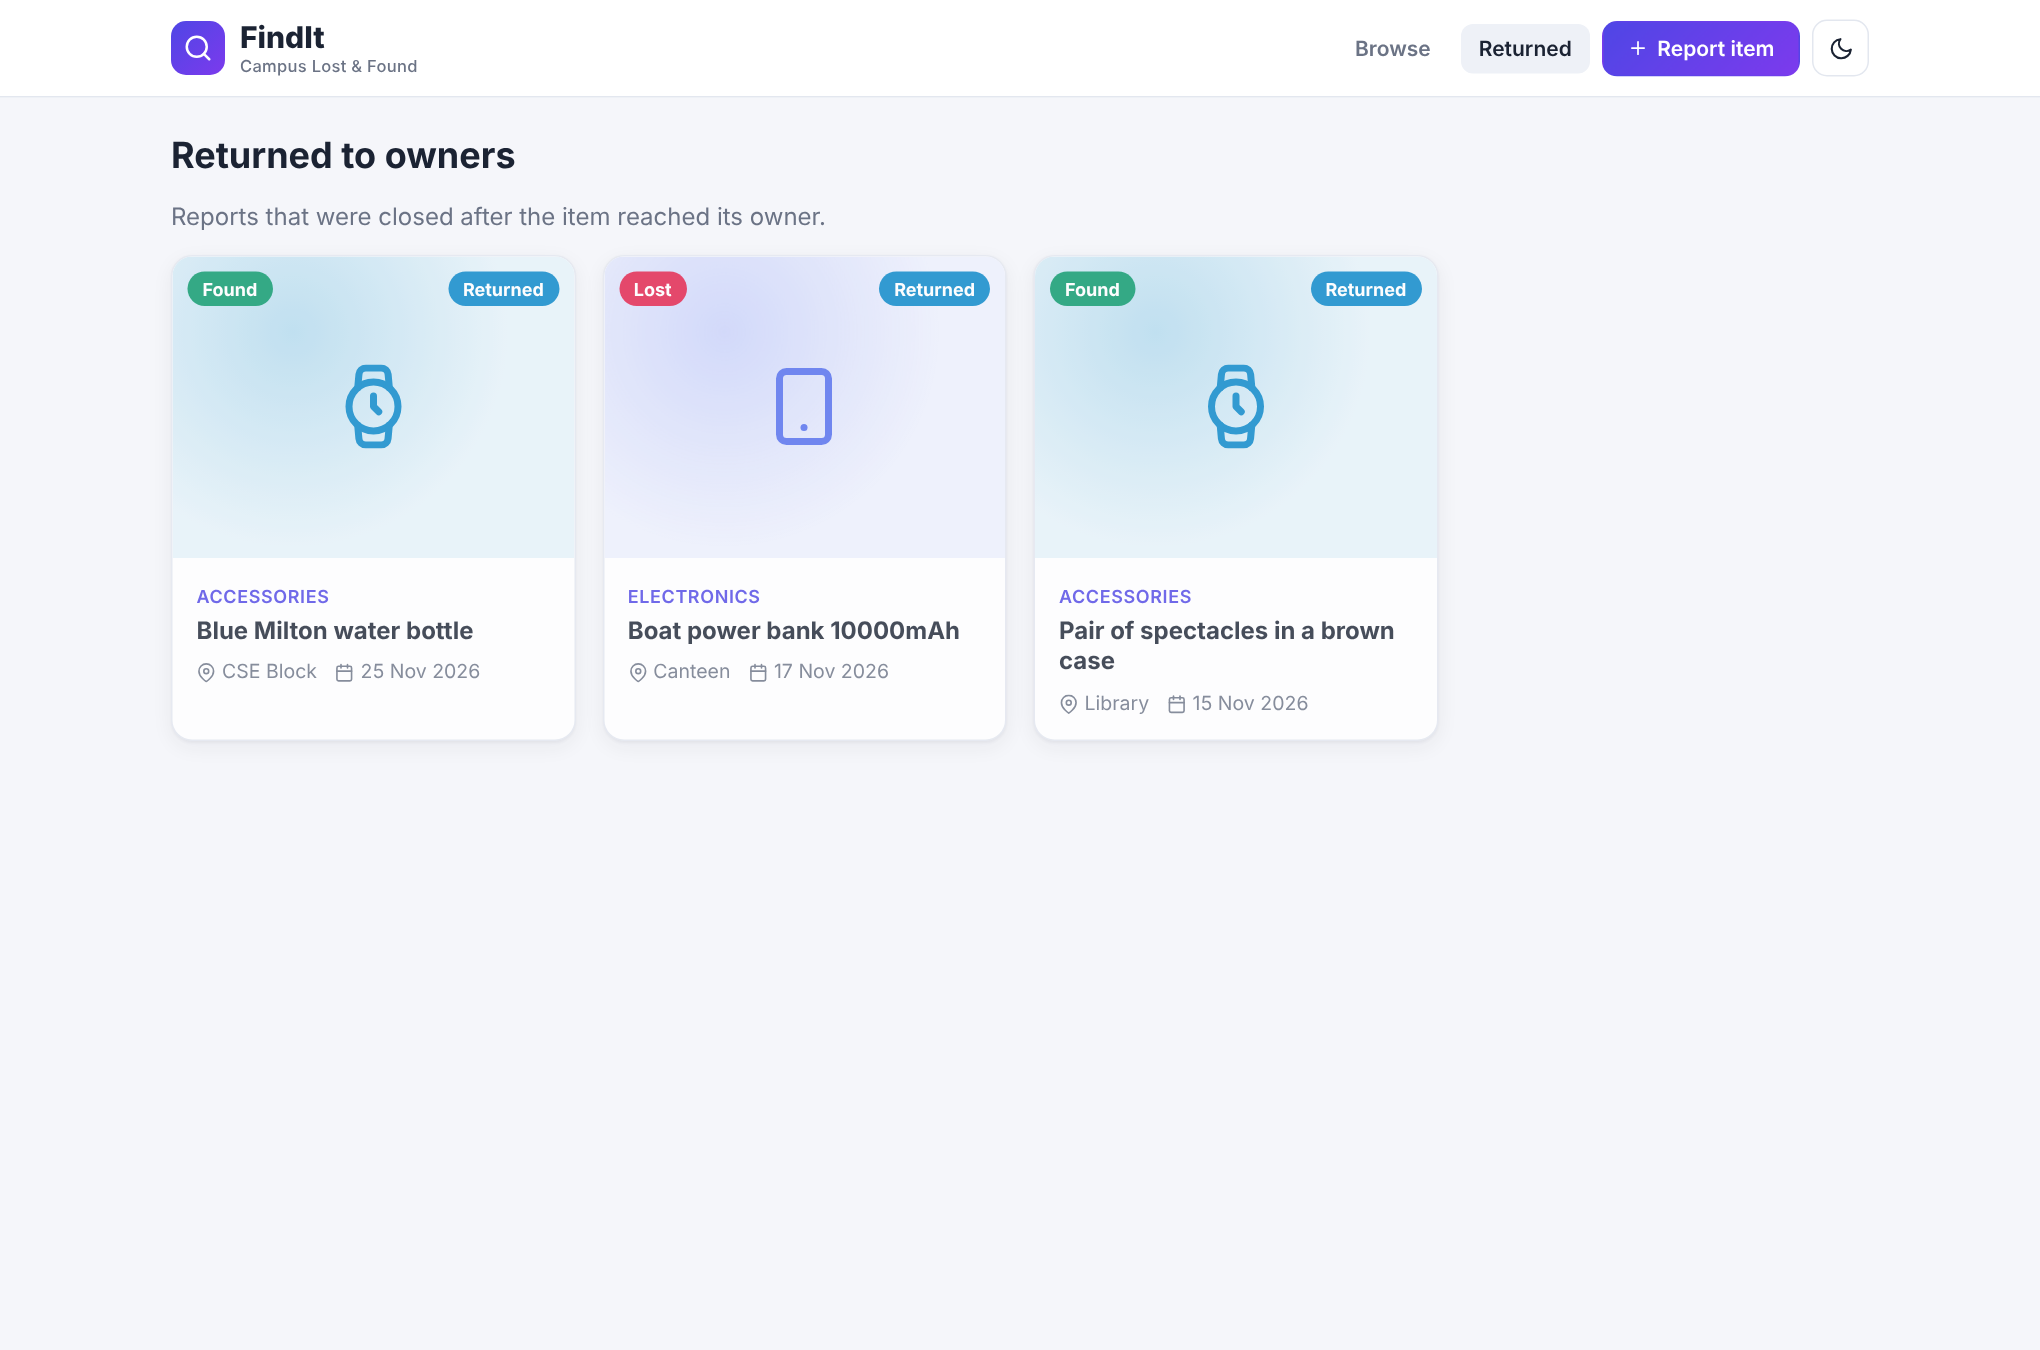 FindIt
Campus Lost & Found
Browse
Returned
Report item
Returned to owners
Reports that were closed after the item reached its owner.
Found
Returned
ACCESSORIES
Blue Milton water bottle
CSE Block 25 Nov 2026
Lost
Returned
ELECTRONICS
Boat power bank 10000mAh
Canteen 17 Nov 2026
Found
Returned
ACCESSORIES
Pair of spectacles in a brown
case
Library 15 Nov 2026